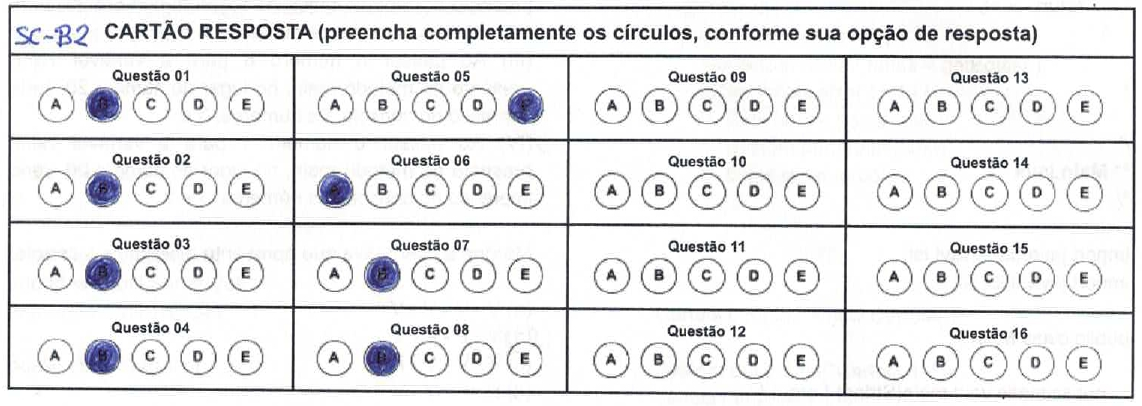 SC-B2 CARTÃO RESPOSTA (preencha completamente os círculos, conforme sua opção de resposta)
Questão 01 Questão 05 Questão 09 Questão 13
A B C D E A B C D E A B C D E A B C D E
Questão 02 Questão 06 Questão 10 Questão 14
A B C D E A B C D E A B C D E A B C D E
Questão 03 Questão 07 Questão 11 Questão 15
A B C D E A B C D E A B C D E A B C D E
Questão 04 Questão 08 Questão 12 Questão 16
A B C D E A B C D E A B C D E A B C D E